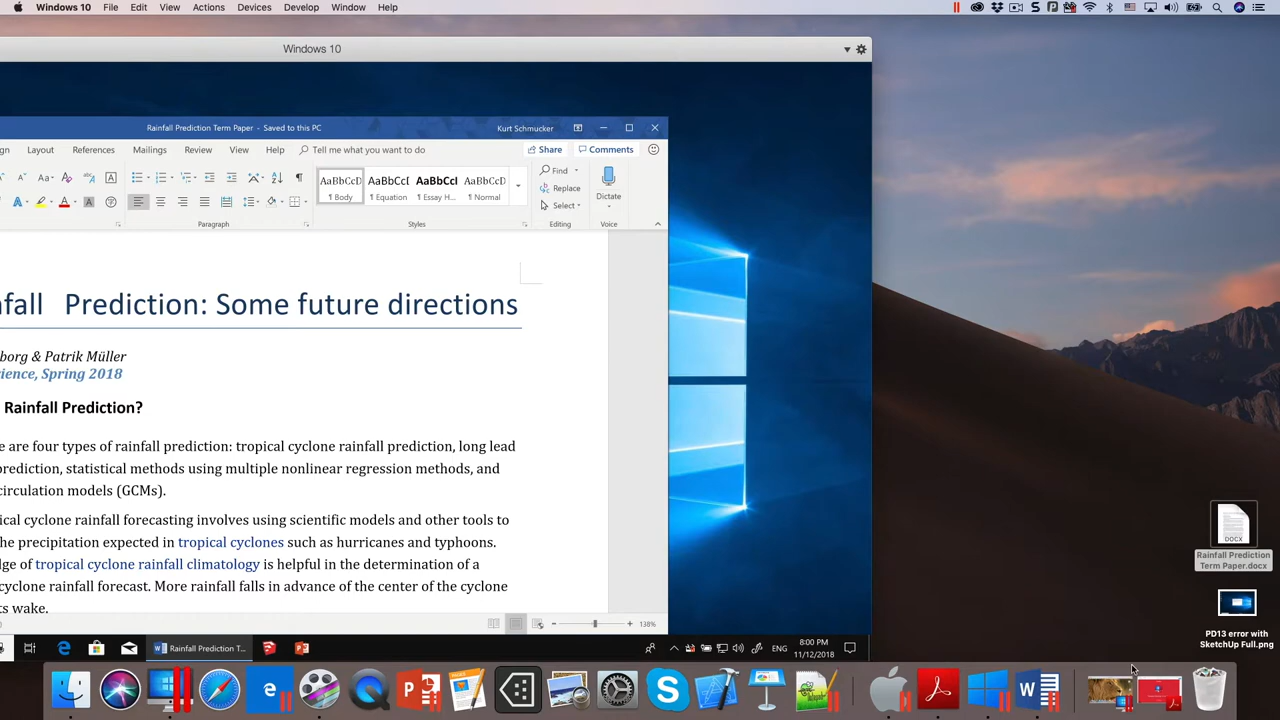 Windows 10 File Edit View Actions Devices Develop Window Help
Windows 10
Rainfall Prediction Term Paper - Saved to this PC Kurt Schmucker
gn Layout References Mailings Review View Help Tell me what you want to do Share Comments
Find
Replace
Select
Dictate
AaBbCcD AaBbCcI AaBbCcI AaBbCcD
¶ Body ¶ Equation ¶ Essay H... ¶ Normal
Paragraph Styles Editing Voice
nfall Prediction: Some future directions
borg & Patrik Müller
ience, Spring 2018
Rainfall Prediction?
e are four types of rainfall prediction: tropical cyclone rainfall prediction, long lead
prediction, statistical methods using multiple nonlinear regression methods, and
circulation models (GCMs).
ical cyclone rainfall forecasting involves using scientific models and other tools to
he precipitation expected in tropical cyclones such as hurricanes and typhoons.
dge of tropical cyclone rainfall climatology is helpful in the determination of a
cyclone rainfall forecast. More rainfall falls in advance of the center of the cyclone
ts wake.
138%
Rainfall Prediction T...
ENG
8:00 PM
11/12/2018
DOCX
Rainfall Prediction
Term Paper.docx
PD13 error with
SketchUp Full.png